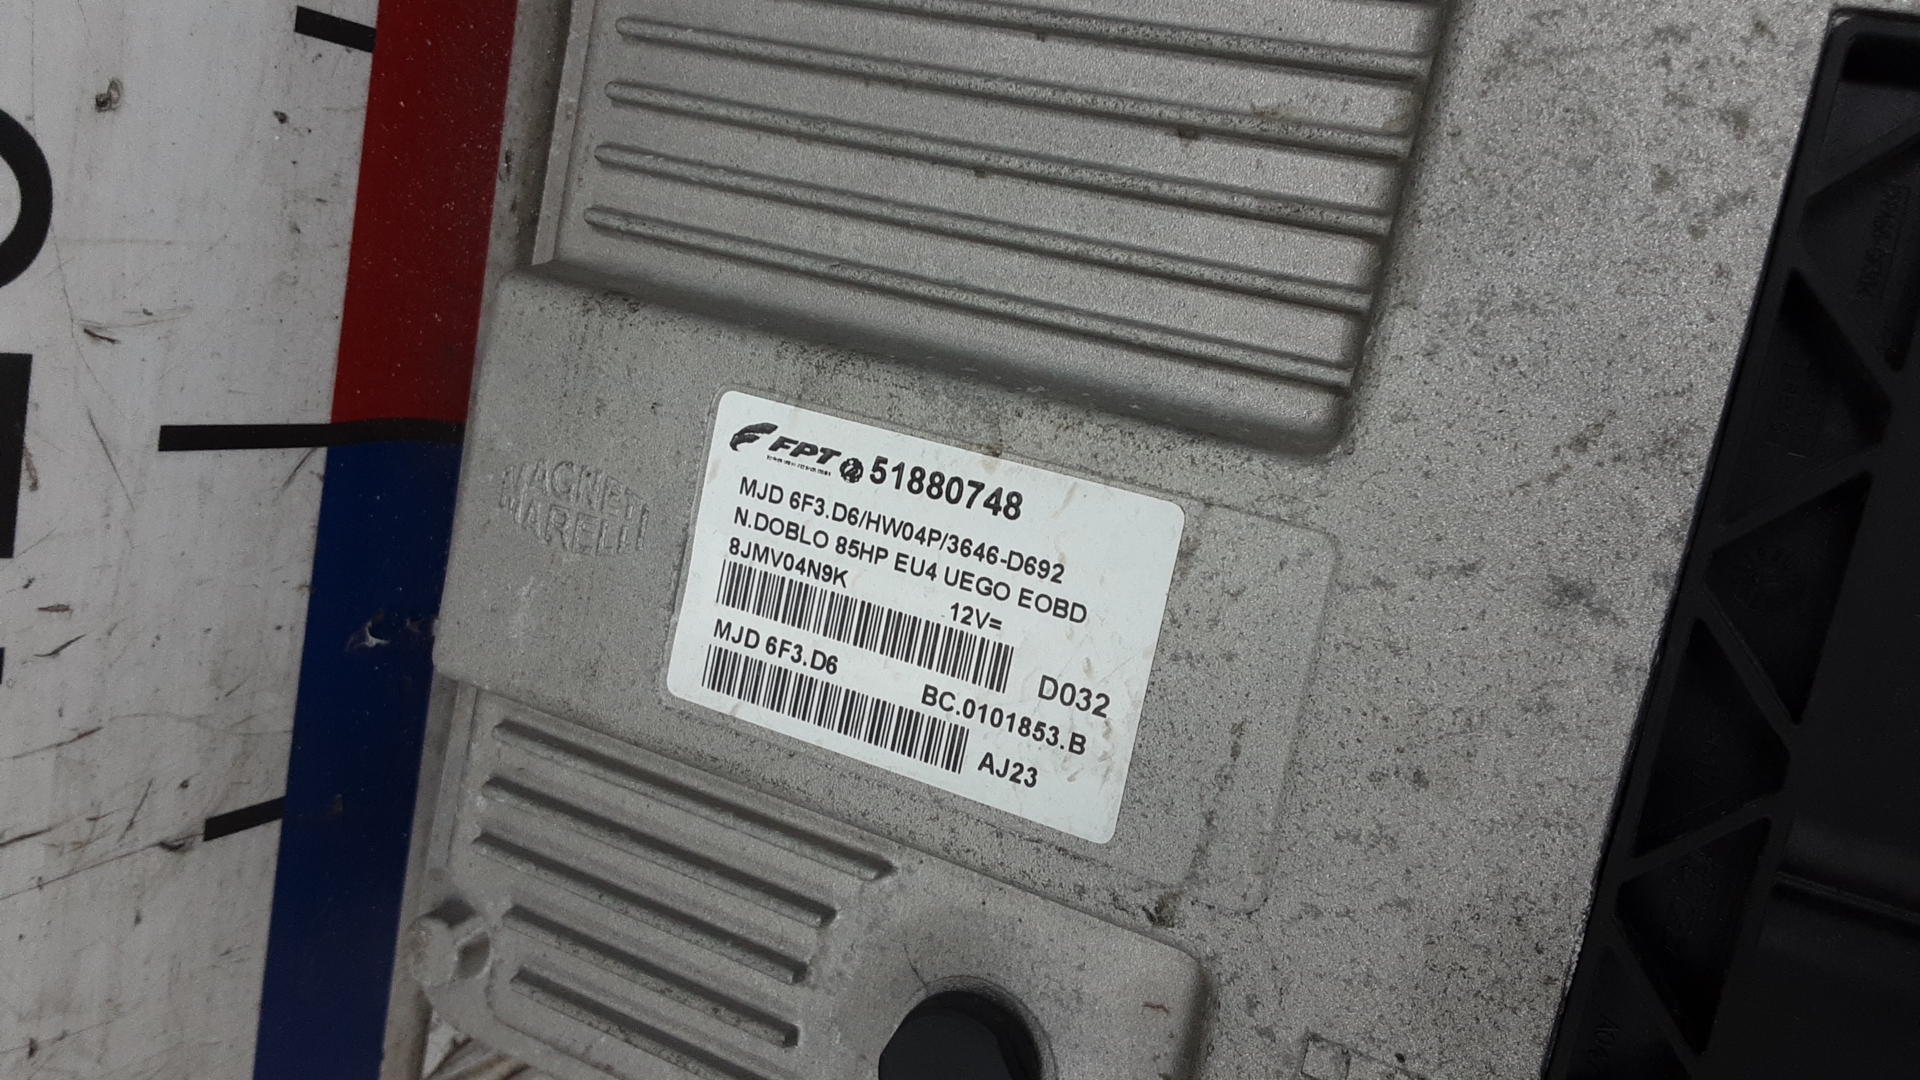 MAGNETI
MARELLI
FPT 51880748
MJD 6F3.D6/HW04P/3646-D692
N.DOBLO 85HP EU4 UEGO EOBD
8JMV04N9K
12V=
D032
MJD 6F3.D6
BC.0101853.B
AJ23